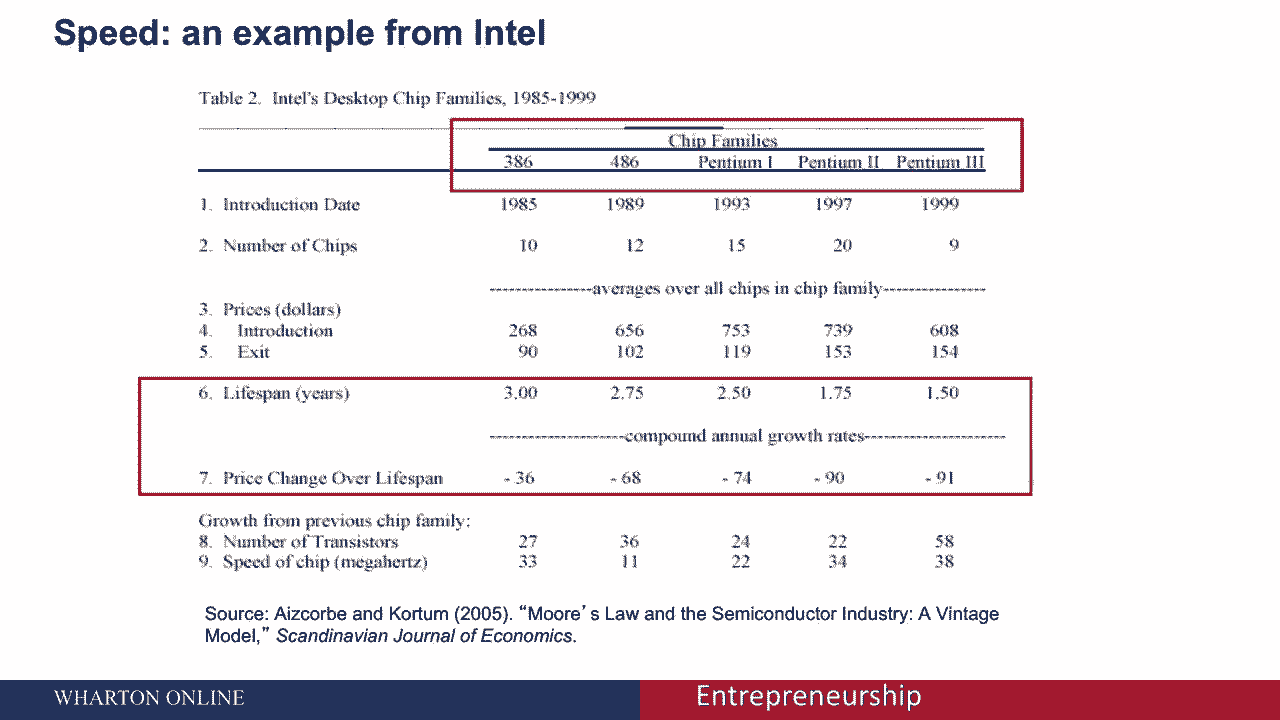 Speed: an example from Intel
Table 2. Intel's Desktop Chip Families, 1985-1999
Chip Families
386 486 Pentium I Pentium II Pentium III
1. Introduction Date 1985 1989 1993 1997 1999
2. Number of Chips 10 12 15 20 9
----------------averages over all chips in chip family----------------
3. Prices (dollars)
4. Introduction 268 656 753 739 608
5. Exit 90 102 119 153 154
6. Lifespan (years) 3.00 2.75 2.50 1.75 1.50
---------------------compound annual growth rates----------------------
7. Price Change Over Lifespan - 36 - 68 - 74 - 90 - 91
Growth from previous chip family:
8. Number of Transistors 27 36 24 22 58
9. Speed of chip (megahertz) 33 11 22 34 38
Source: Aizcorbe and Kortum (2005). “Moore’s Law and the Semiconductor Industry: A Vintage
Model,” Scandinavian Journal of Economics.
WHARTON ONLINE
Entrepreneurship